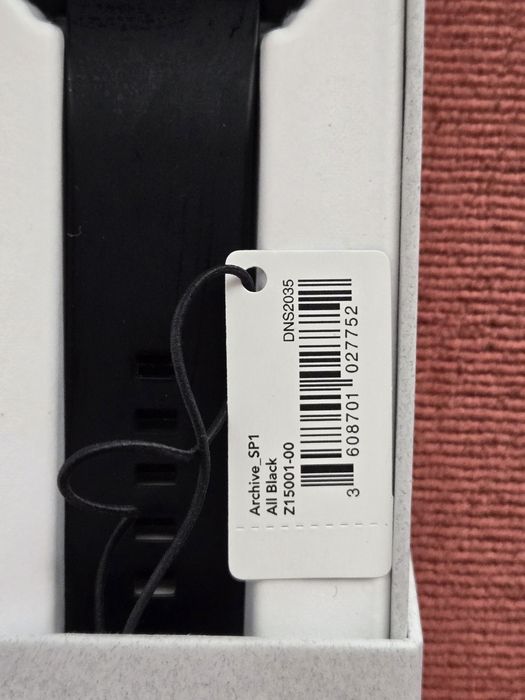 Archive_SP1
All Black
Z15001-00
DNS2035
3 608701 027752